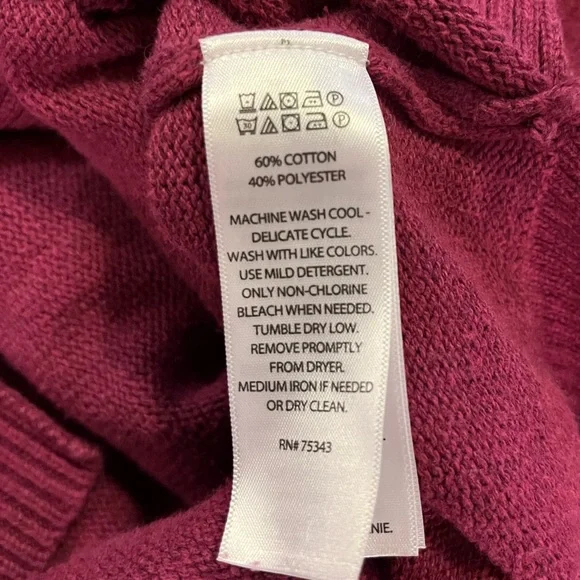 30
60% COTTON
40% POLYESTER
MACHINE WASH COOL -
DELICATE CYCLE.
WASH WITH LIKE COLORS.
USE MILD DETERGENT.
ONLY NON-CHLORINE
BLEACH WHEN NEEDED.
TUMBLE DRY LOW.
REMOVE PROMPTLY
FROM DRYER.
MEDIUM IRON IF NEEDED
OR DRY CLEAN.
RN# 75343
NIE.